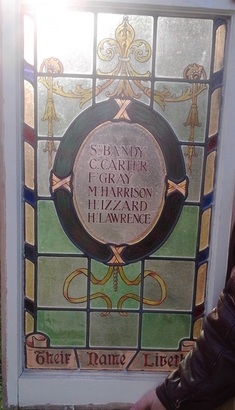 S. BANDY
C. CARTER
F. GRAY
M. HARRISON
H. IZZARD
H. LAWRENCE
Their Name Liveth